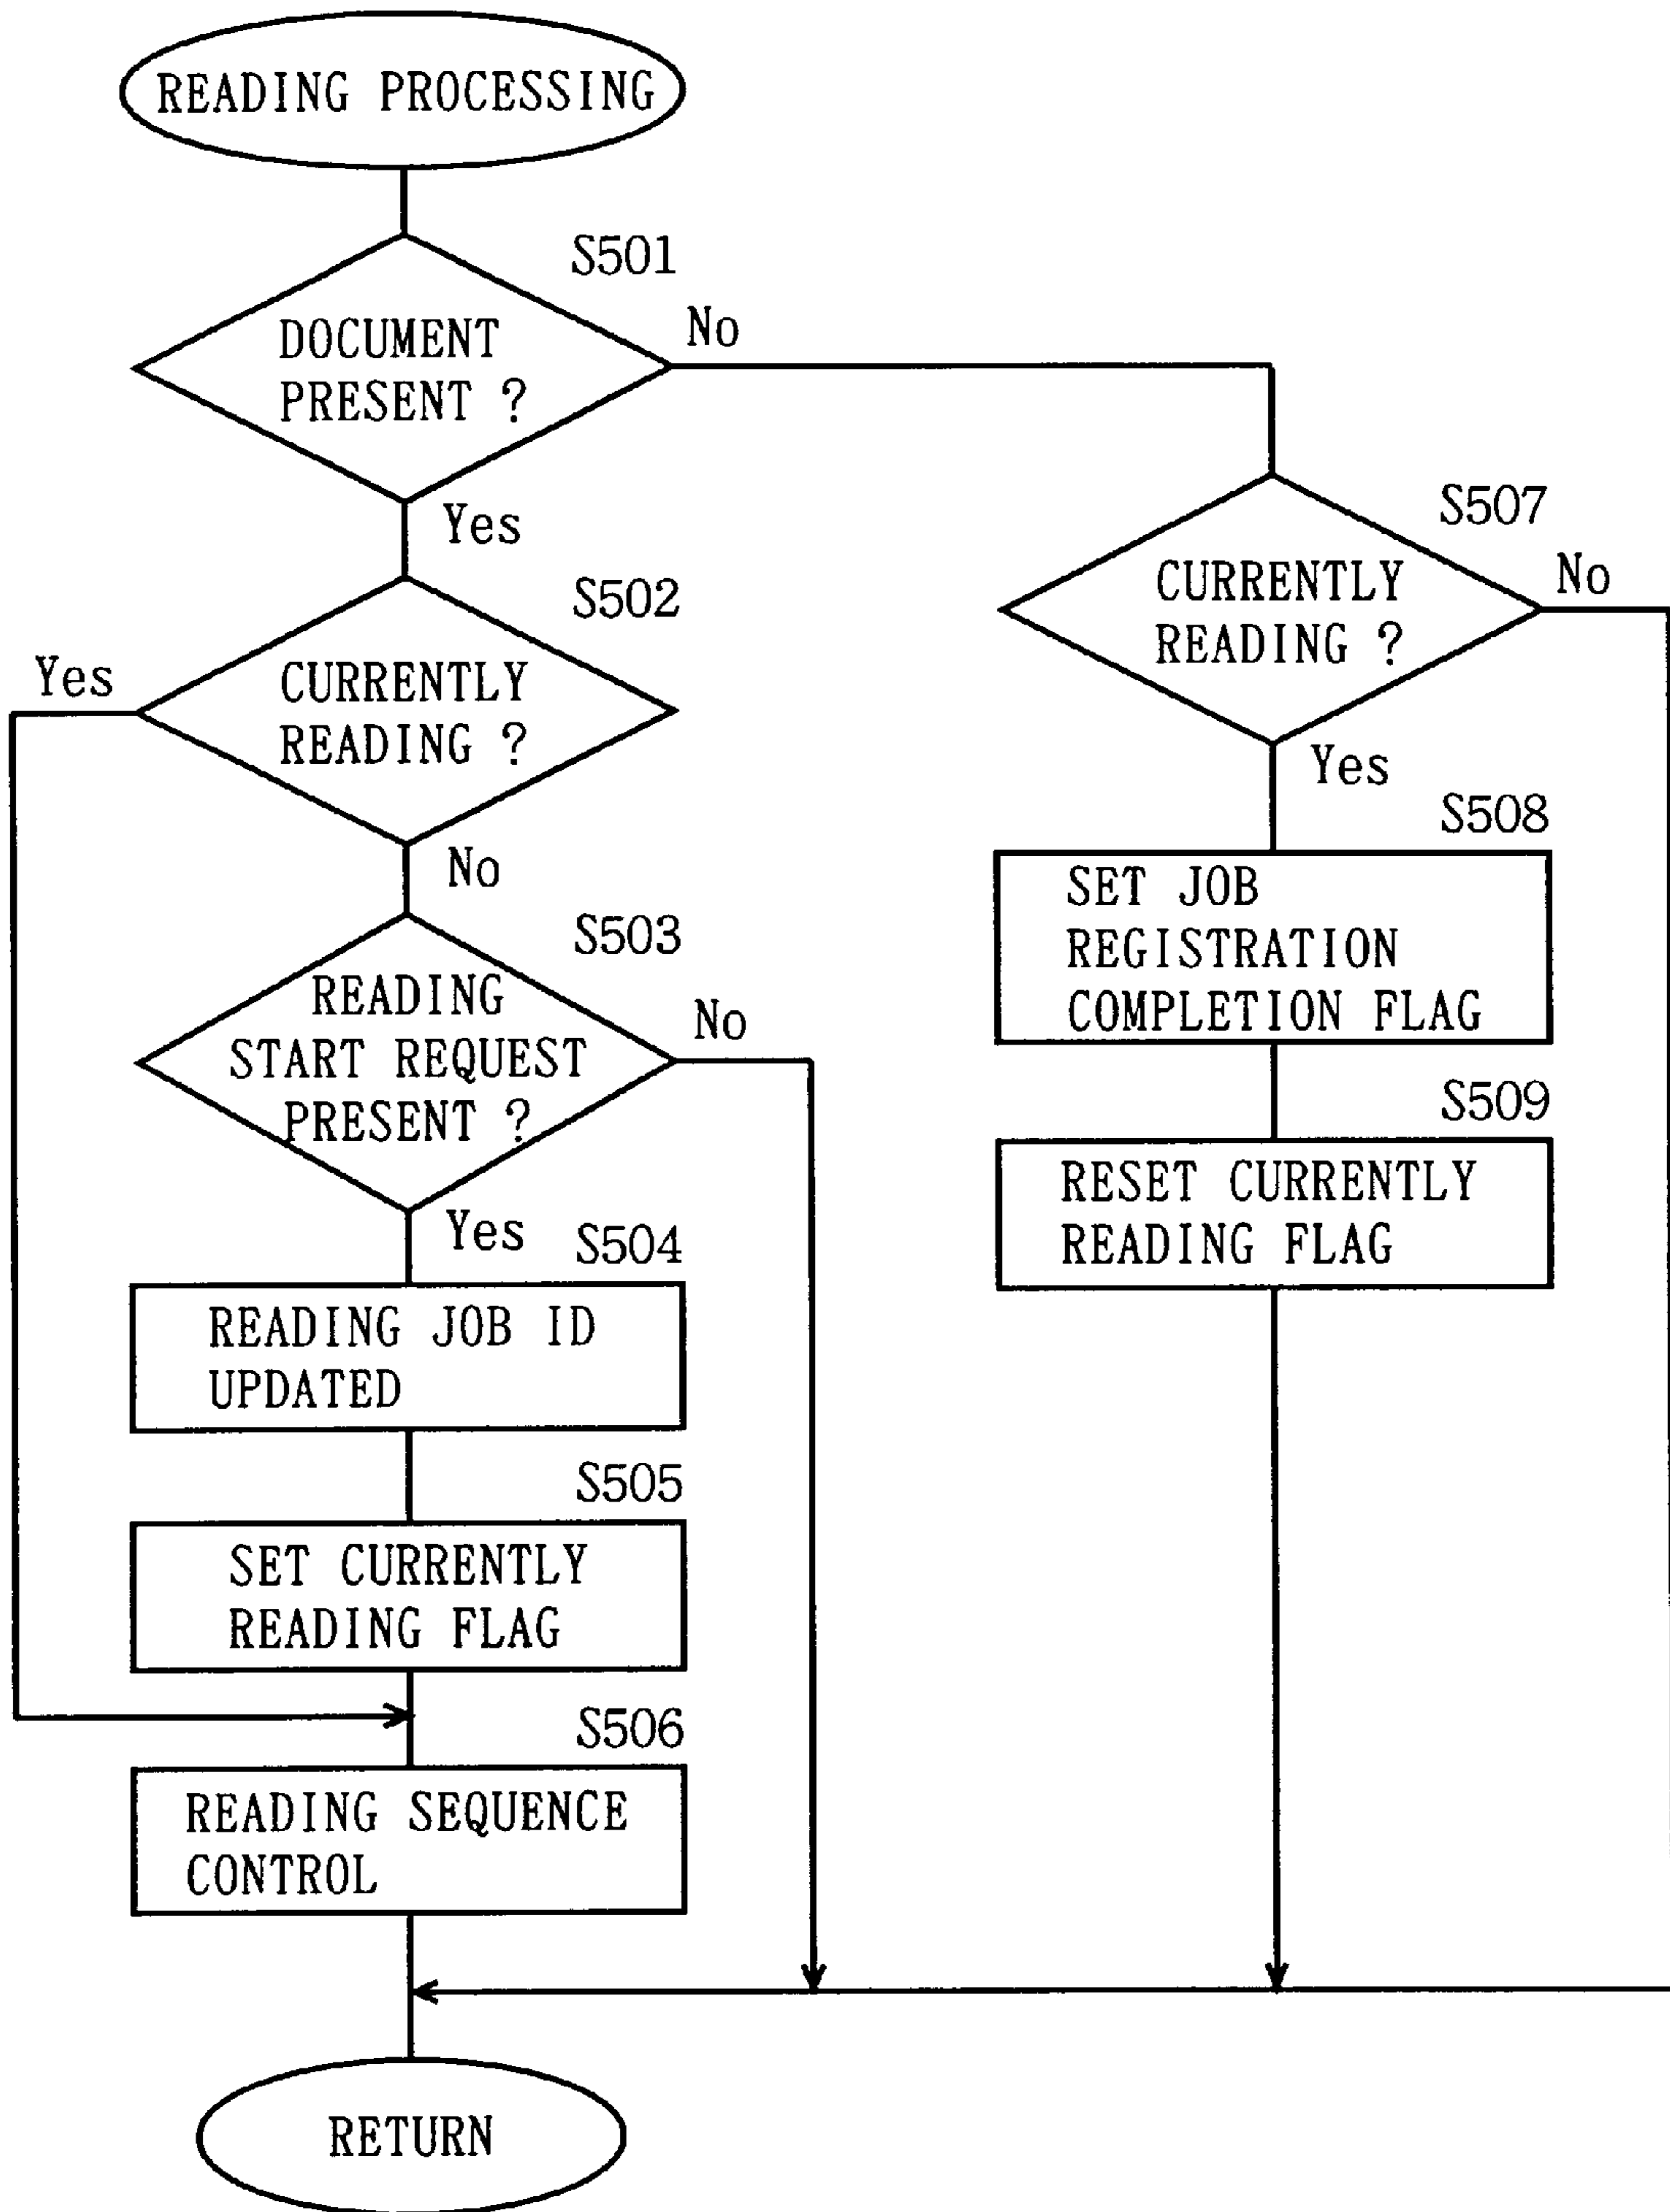 READING PROCESSING
S501
DOCUMENT
PRESENT ?
No
Yes
S502
CURRENTLY
READING ?
Yes
No
S503
READING
START REQUEST
PRESENT ?
No
Yes
S504
READING JOB ID
UPDATED
S505
SET CURRENTLY
READING FLAG
S506
READING SEQUENCE
CONTROL
S507
CURRENTLY
READING ?
No
Yes
S508
SET JOB
REGISTRATION
COMPLETION FLAG
S509
RESET CURRENTLY
READING FLAG
RETURN